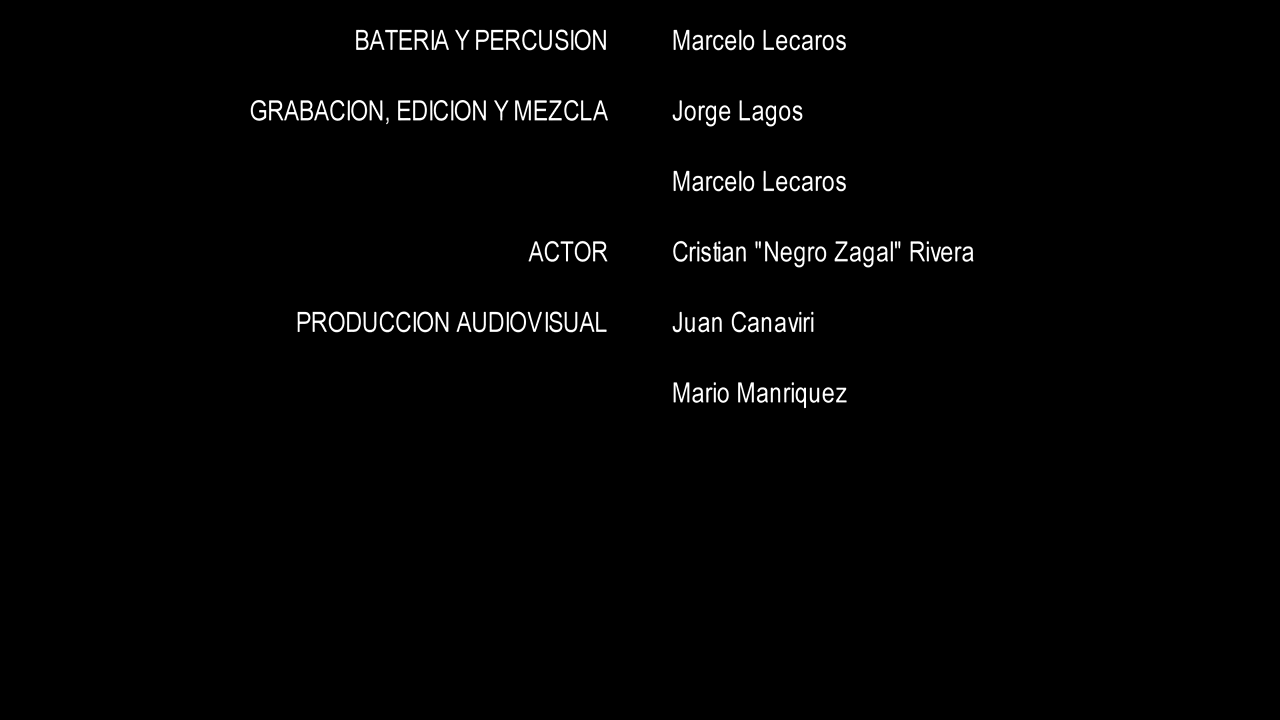 BATERIA Y PERCUSION Marcelo Lecaros
GRABACION, EDICION Y MEZCLA Jorge Lagos
Marcelo Lecaros
ACTOR Cristian "Negro Zagal" Rivera
PRODUCCION AUDIOVISUAL Juan Canaviri
Mario Manriquez